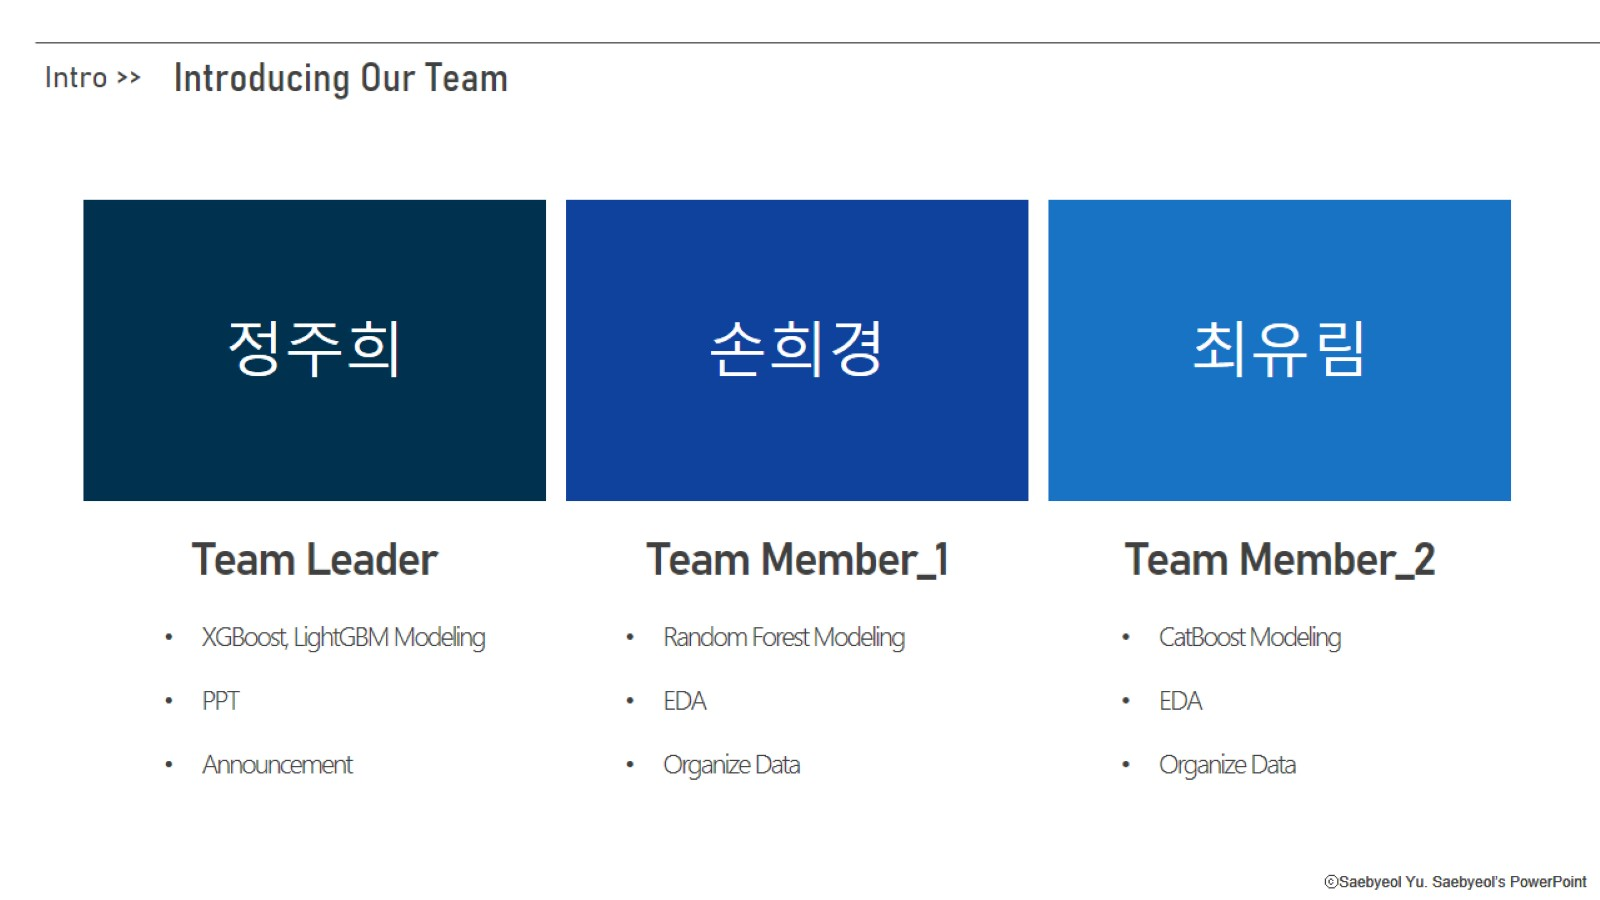 Intro >> Introducing Our Team
정주희
손희경
최유림
Team Leader
• XGBoost, LightGBM Modeling
• PPT
• Announcement
Team Member_1
• Random Forest Modeling
• EDA
• Organize Data
Team Member_2
• CatBoost Modeling
• EDA
• Organize Data
ⓒSaebyeol Yu. Saebyeol's PowerPoint